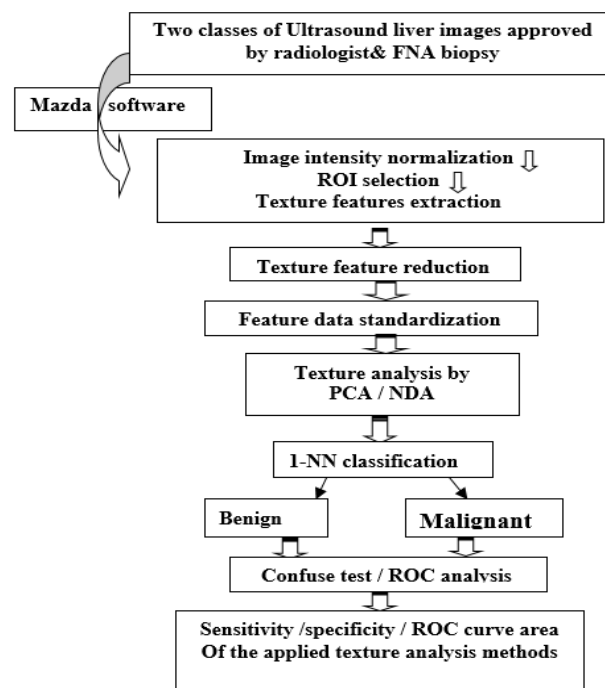 Two classes of Ultrasound liver images approved
by radiologist& FNA biopsy
Mazda software
Image intensity normalization
ROI selection
Texture features extraction
Texture feature reduction
Feature data standardization
Texture analysis by
PCA / NDA
1-NN classification
Benign
Malignant
Confuse test / ROC analysis
Sensitivity /specificity / ROC curve area
Of the applied texture analysis methods